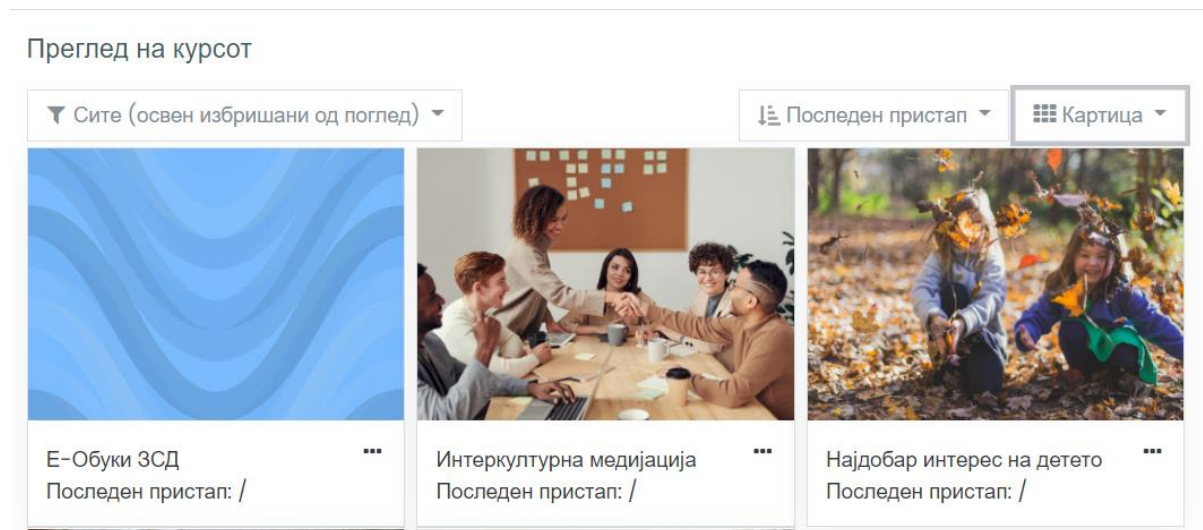 Преглед на курсот
Сите (освен избришани од поглед)
Последен пристап
Картица
Е-Обуки ЗСД
Последен пристап: /
Интеркултурна медијација
Последен пристап: /
Најдобар интерес на детето
Последен пристап: /